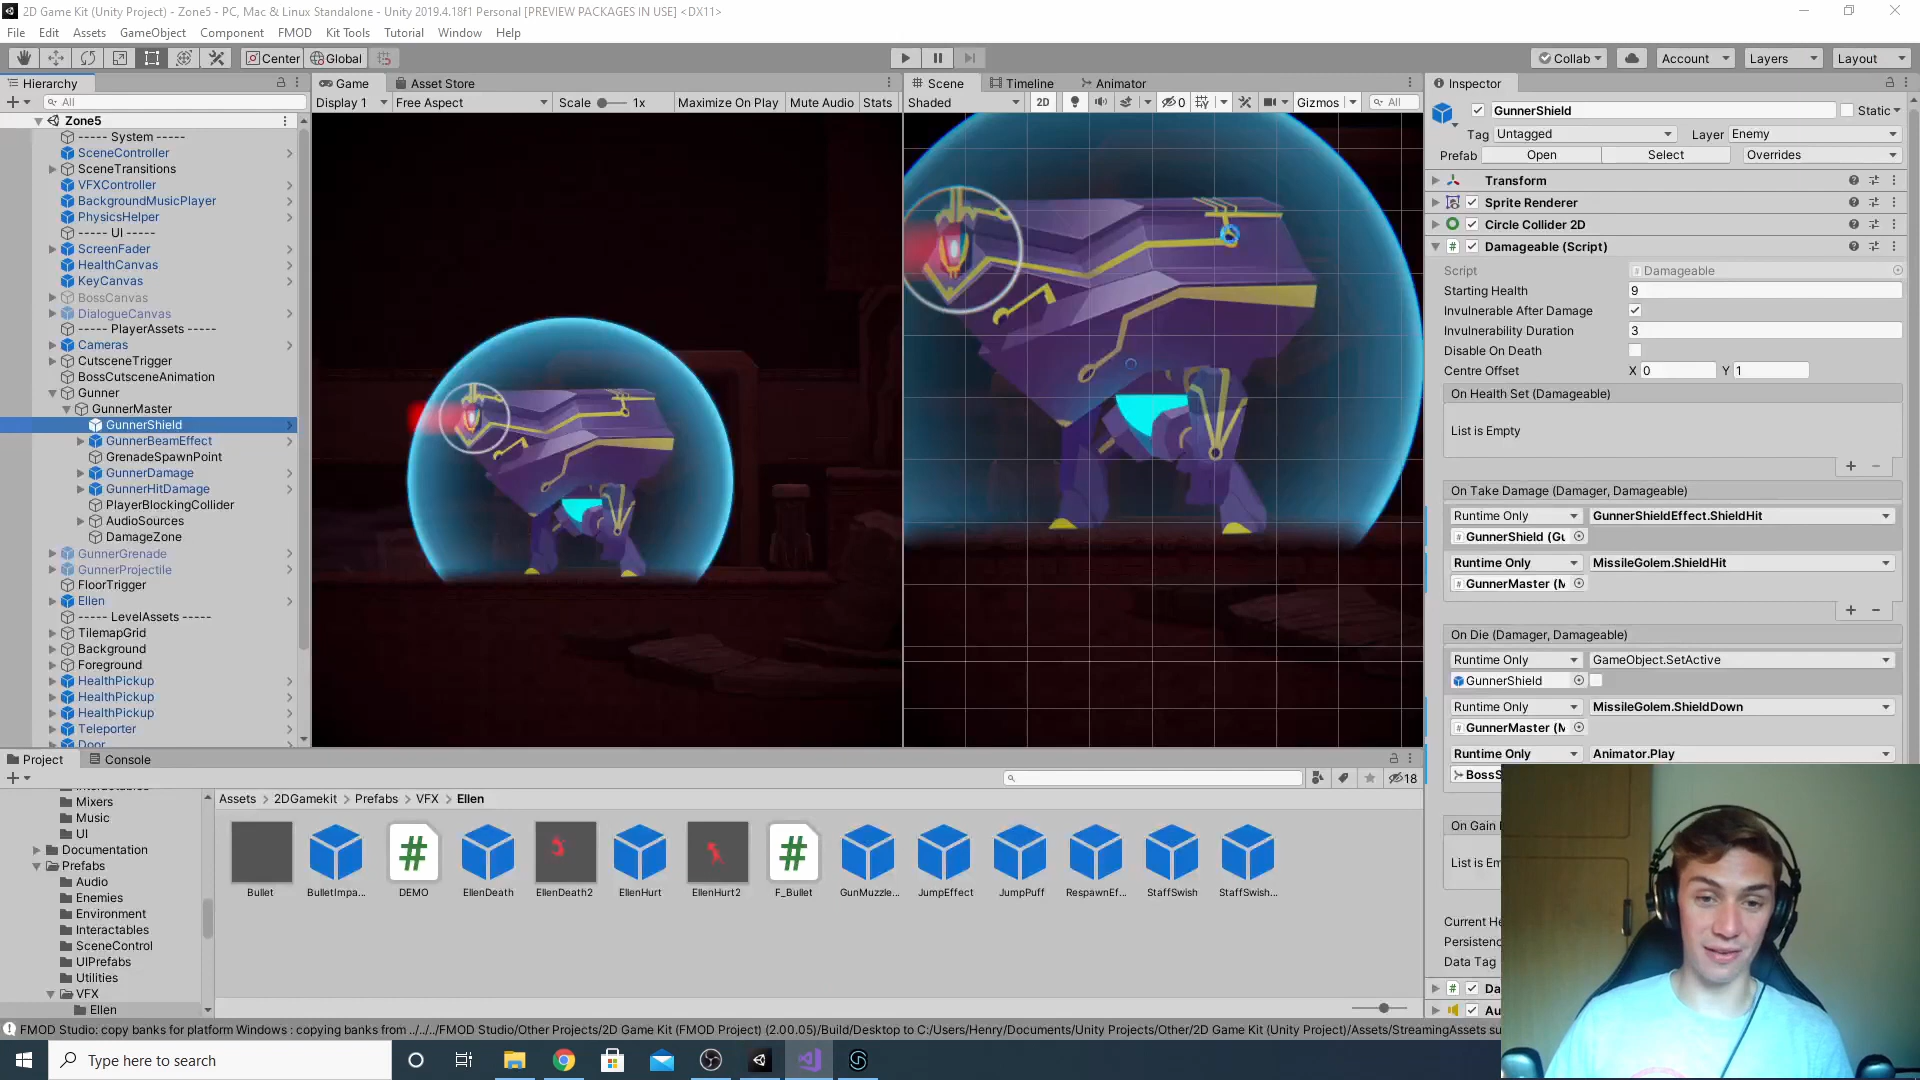 2D Game Kit (Unity Project) - Zone5 - PC, Mac & Linux Standalone - Unity 2019.4.18f1 Personal [PREVIEW PACKAGES IN USE] <DX11>
File Edit Assets GameObject Component FMOD Kit Tools Tutorial Window Help
Center Global Collab Account Layers Layout
Hierarchy
All
Zone5
----- System -----
SceneController
SceneTransitions
VFXController
BackgroundMusicPlayer
PhysicsHelper
----- UI -----
ScreenFader
HealthCanvas
KeyCanvas
BossCanvas
DialogueCanvas
----- PlayerAssets -----
Cameras
CutsceneTrigger
BossCutsceneAnimation
Gunner
GunnerMaster
GunnerShield
GunnerBeamEffect
GrenadeSpawnPoint
GunnerDamage
GunnerHitDamage
PlayerBlockingCollider
AudioSources
DamageZone
GunnerGrenade
GunnerProjectile
FloorTrigger
Ellen
----- LevelAssets -----
TilemapGrid
Background
Foreground
HealthPickup
HealthPickup
HealthPickup
Teleporter
Door
Game Asset Store
Display 1 Free Aspect Scale 1x Maximize On Play Mute Audio Stats
Scene Timeline Animator
Shaded 2D 0 Gizmos All
Inspector
GunnerShield Static
Tag Untagged Layer Enemy
Prefab Open Select Overrides
Transform
Sprite Renderer
Circle Collider 2D
Damageable (Script)
Script Damageable
Starting Health 9
Invulnerable After Damage
Invulnerability Duration 3
Disable On Death
Centre Offset X 0 Y 1
On Health Set (Damageable)
List is Empty
On Take Damage (Damager, Damageable)
Runtime Only GunnerShieldEffect.ShieldHit
GunnerShield (Gu
Runtime Only MissileGolem.ShieldHit
GunnerMaster (M
On Die (Damager, Damageable)
Runtime Only GameObject.SetActive
GunnerShield
Runtime Only MissileGolem.ShieldDown
GunnerMaster (M
Runtime Only Animator.Play
BossS
On Gain
List is Em
Current He
Persistenc
Data Tag
Da
Au
Project Console
18
Mixers
Music
UI
Documentation
Prefabs
Audio
Enemies
Environment
Interactables
SceneControl
UIPrefabs
Utilities
VFX
Ellen
Assets > 2DGamekit > Prefabs > VFX > Ellen
Bullet BulletImpa... DEMO EllenDeath EllenDeath2 EllenHurt EllenHurt2 F_Bullet GunMuzzle... JumpEffect JumpPuff RespawnEf... StaffSwish StaffSwish...
FMOD Studio: copy banks for platform Windows : copying banks from ../../../FMOD Studio/Other Projects/2D Game Kit (FMOD Project) (2.00.05)/Build/Desktop to C:/Users/Henry/Documents/Unity Projects/Other/2D Game Kit (Unity Project)/Assets/StreamingAssets su
Type here to search